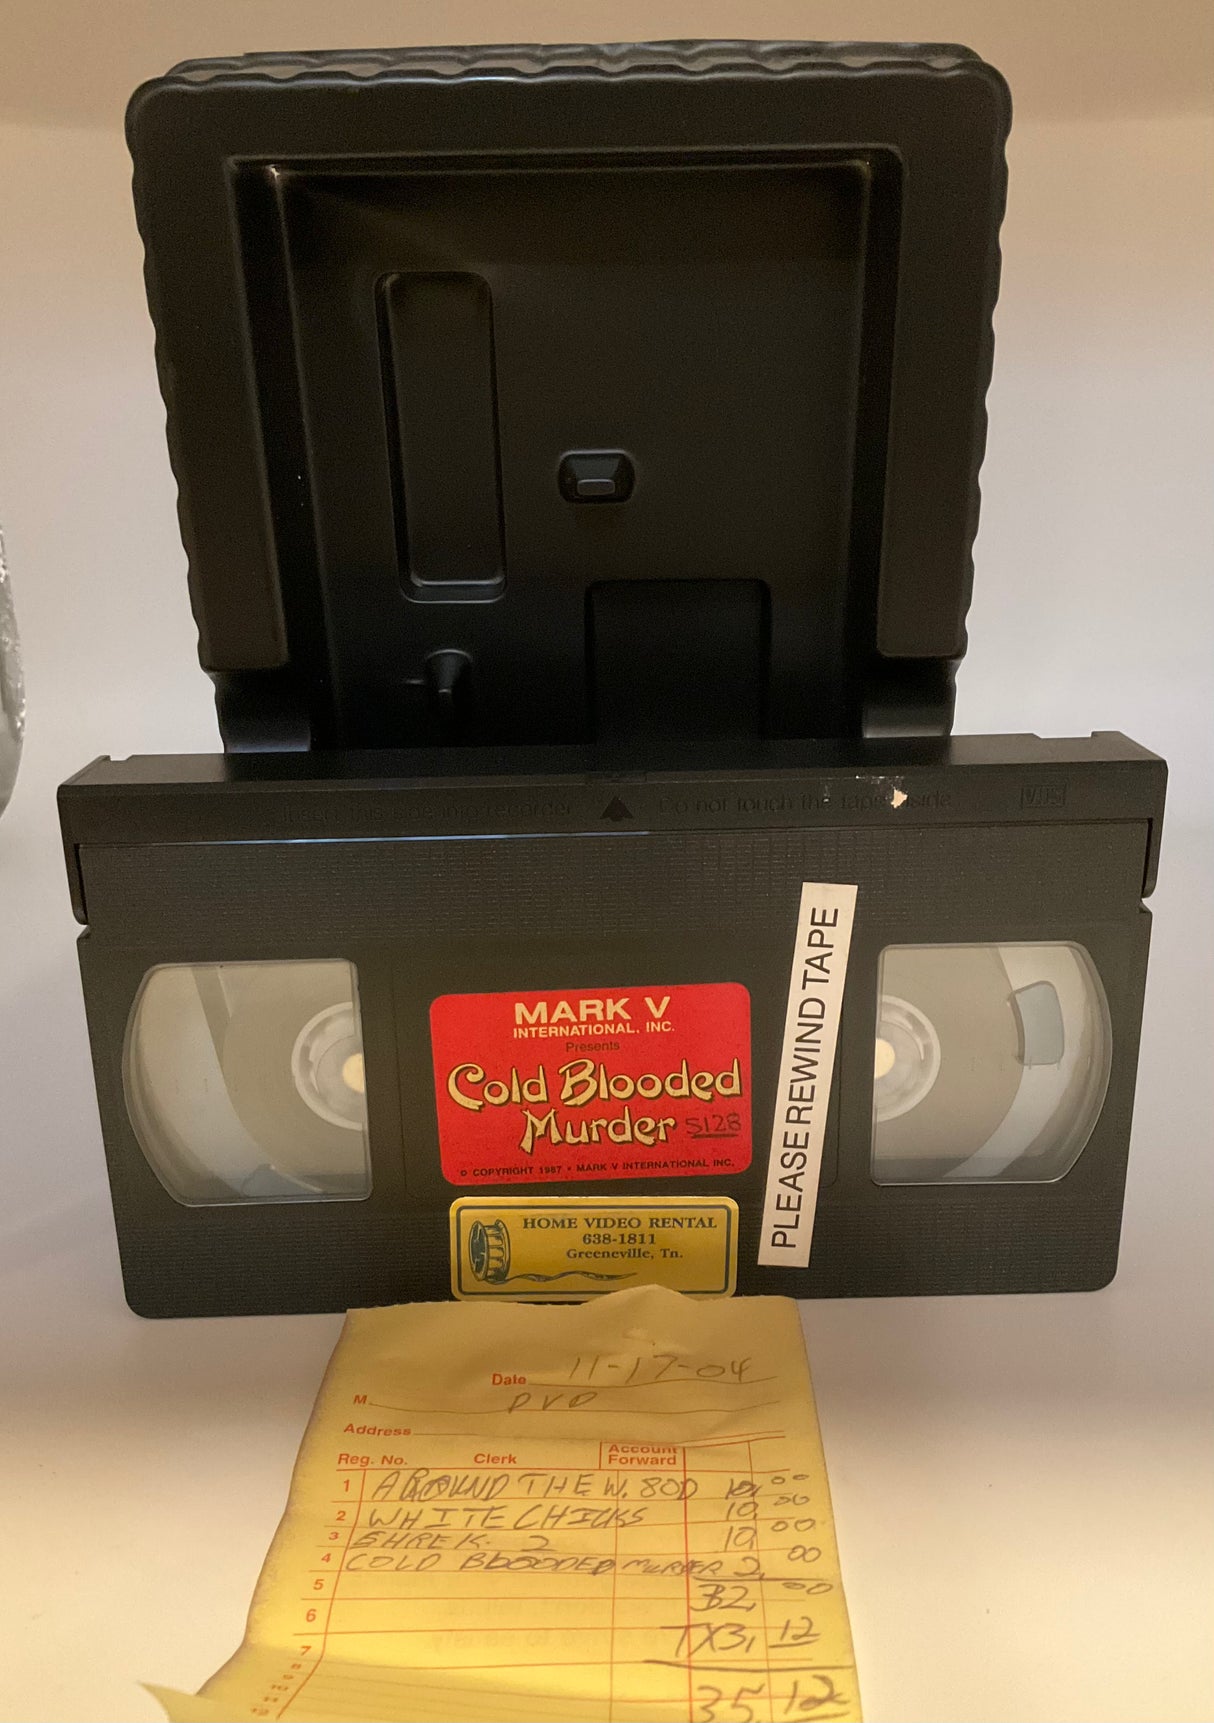 Insert this side into recorder Do not touch the tape inside VHS
MARK V
INTERNATIONAL, INC.
Presents
Cold Blooded
Murder 5128
© COPYRIGHT 1987 • MARK V INTERNATIONAL, INC.
PLEASE REWIND TAPE
HOME VIDEO RENTAL
638-1811
Greeneville, Tn.
Date 11-17-04
M. DVD
Address
Reg. No. Clerk Account Forward
1 AROUND THE W. 80D 10.00
2 WHITE CHICKS 10.00
3 SHREK 2 10.00
4 COLD BLOODED MURDER 2.00
5 32.00
6 TX 3.12
7
35.12